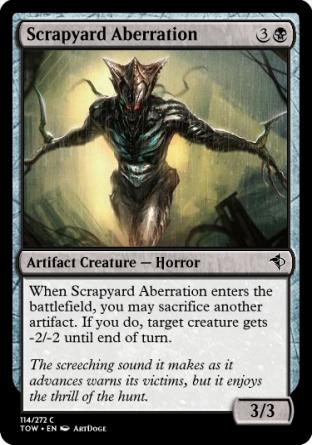 Scrapyard Aberration 3
Artifact Creature — Horror
When Scrapyard Aberration enters the
battlefield, you may sacrifice another
artifact. If you do, target creature gets
-2/-2 until end of turn.
The screeching sound it makes as it
advances warns its victims, but it enjoys
the thrill of the hunt.
3/3
114/272 C
TOW • EN ArtDoge